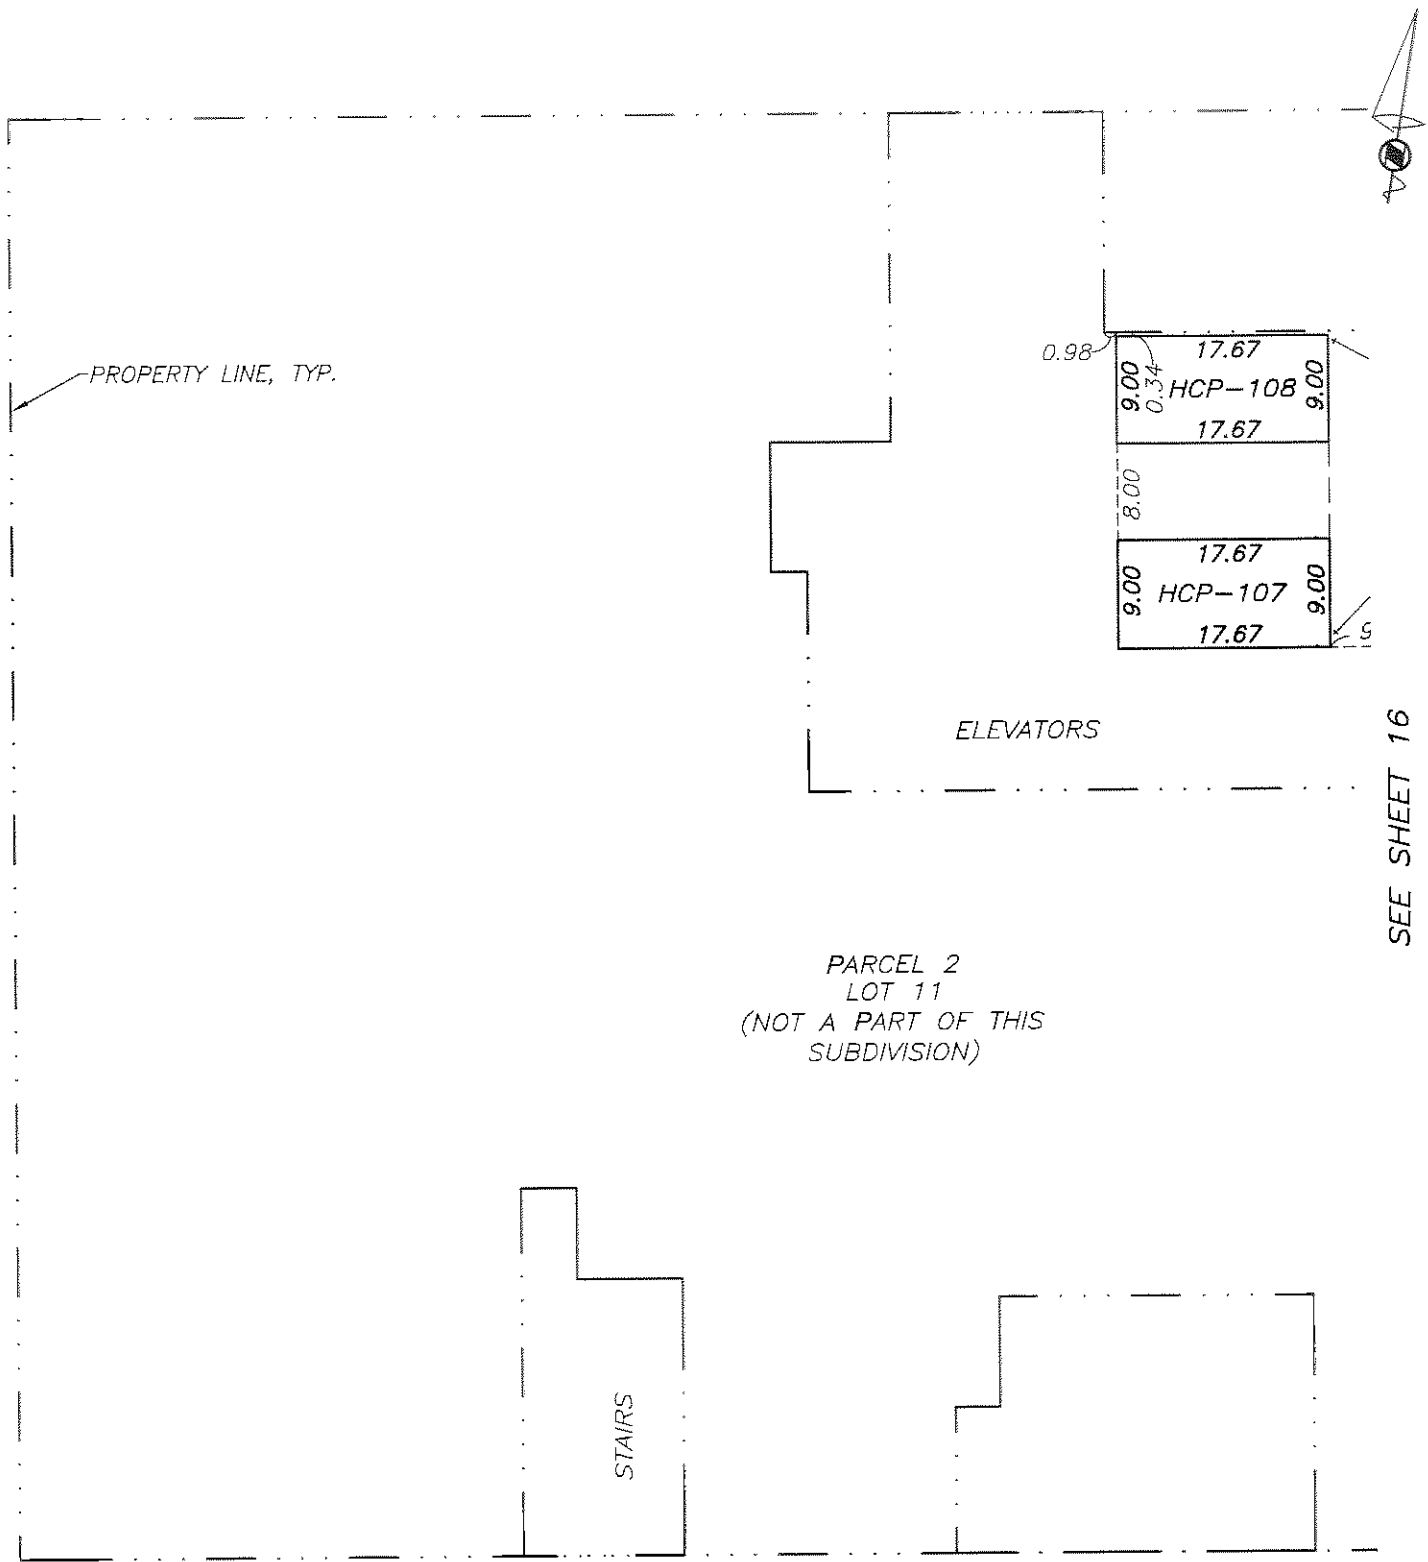 PROPERTY LINE, TYP.
0.98
17.67
9.00
0.34
HCP-108
9.00
17.67
8.00
17.67
9.00
HCP-107
9.00
17.67
9
ELEVATORS
SEE SHEET 16
PARCEL 2
LOT 11
(NOT A PART OF THIS
SUBDIVISION)
STAIRS